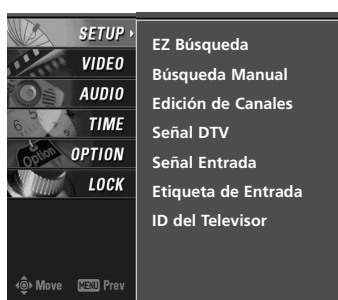 SETUP
VIDEO
AUDIO
TIME
OPTION
LOCK
EZ Búsqueda
Búsqueda Manual
Edición de Canales
Señal DTV
Señal Entrada
Etiqueta de Entrada
ID del Televisor
Move MENU Prev